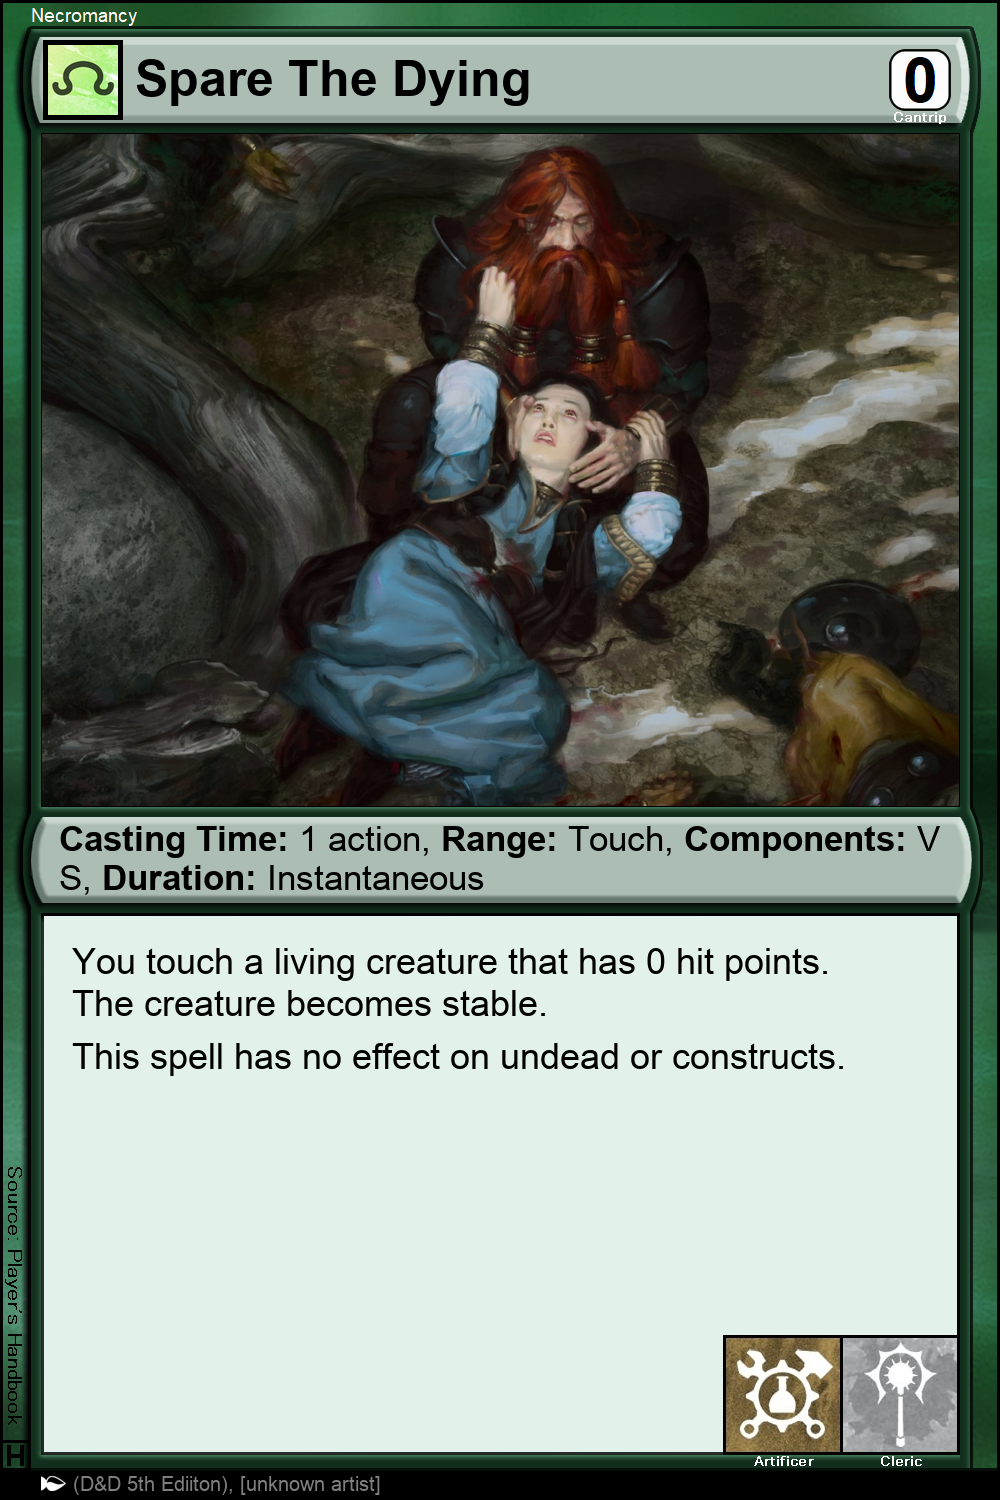 Necromancy
Spare The Dying
0
Cantrip
Casting Time: 1 action, Range: Touch, Components: V
S, Duration: Instantaneous
You touch a living creature that has 0 hit points.
The creature becomes stable.
This spell has no effect on undead or constructs.
Source: Player's Handbook
H
Artificer
Cleric
(D&D 5th Ediiton), [unknown artist]